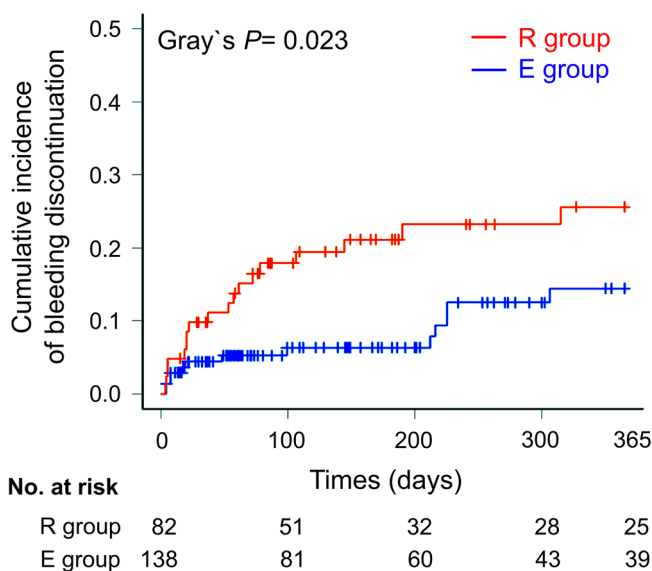 Gray`s P= 0.023
R group
E group
Cumulative incidence
of bleeding discontinuation
0.5
0.4
0.3
0.2
0.1
0.0
0 100 200 300 365
Times (days)
No. at risk
R group 82 51 32 28 25
E group 138 81 60 43 39